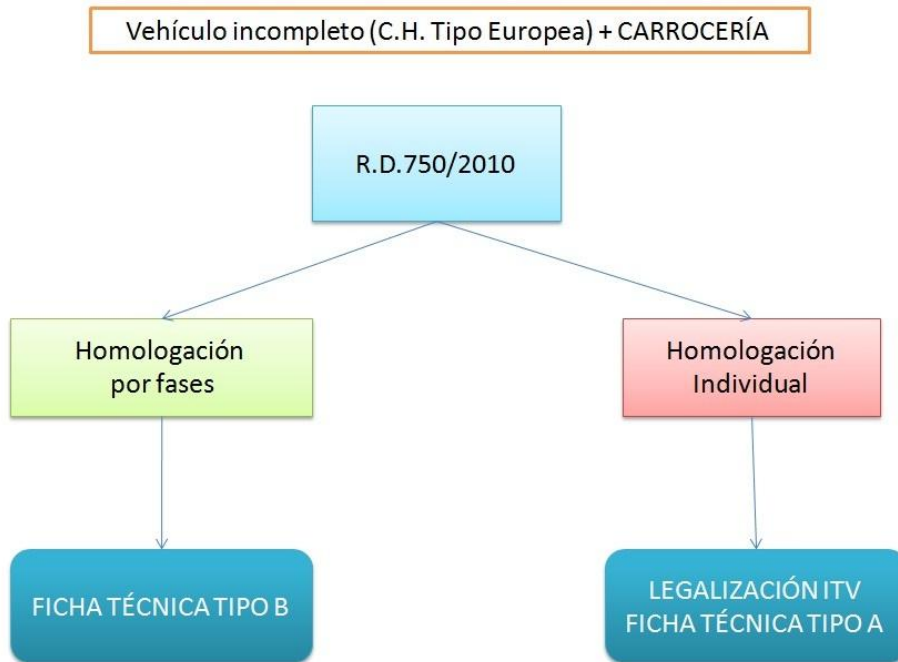 Vehículo incompleto (C.H. Tipo Europea) + CARROCERÍA
R.D.750/2010
Homologación
por fases
Homologación
Individual
FICHA TÉCNICA TIPO B
LEGALIZACIÓN ITV
FICHA TÉCNICA TIPO A